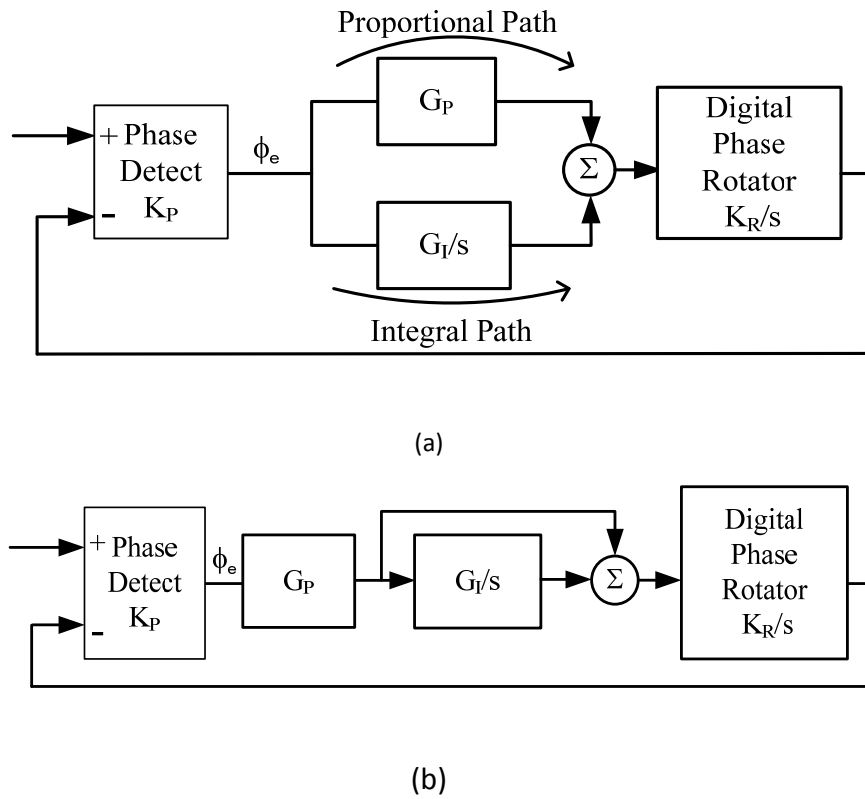 Proportional Path
G_P
+ Phase
Detect
K_P
-
ϕ_e
Σ
Digital
Phase
Rotator
K_R/s
G_I/s
Integral Path
(a)
+ Phase
Detect
K_P
-
ϕ_e
G_P
G_I/s
Σ
Digital
Phase
Rotator
K_R/s
(b)